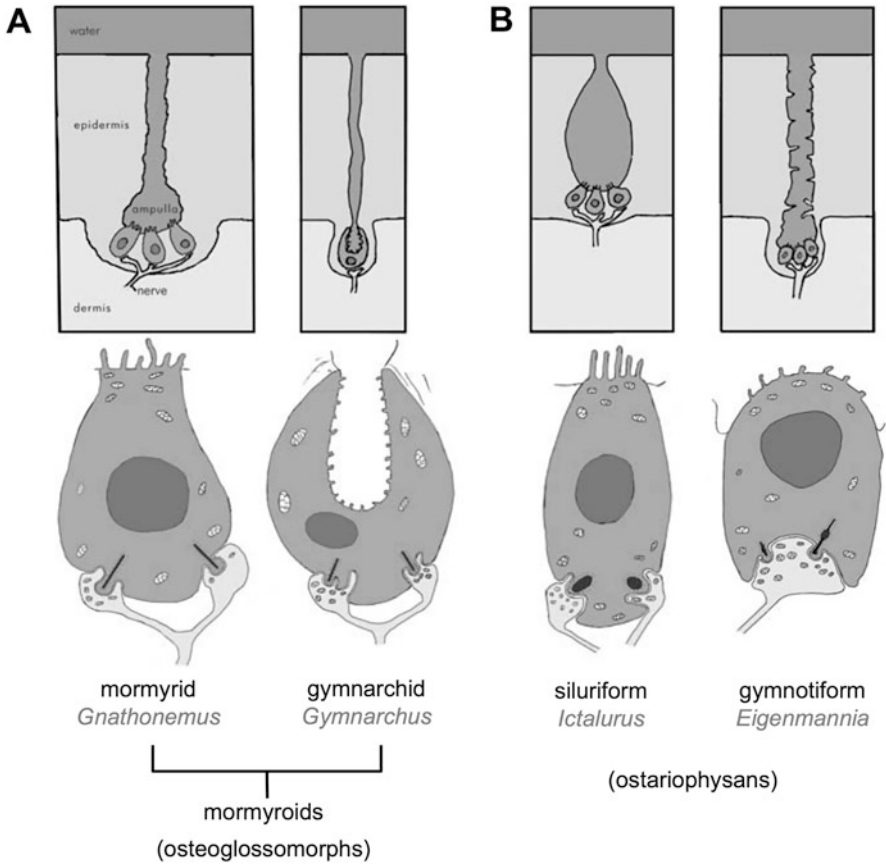 A
B
water
epidermis
ampulla
nerve
dermis
mormyrid
Gnathonemus
gymnarchid
Gymnarchus
siluriform
Ictalurus
gymnotiform
Eigenmannia
mormyroids
(osteoglossomorphs)
(ostariophysans)